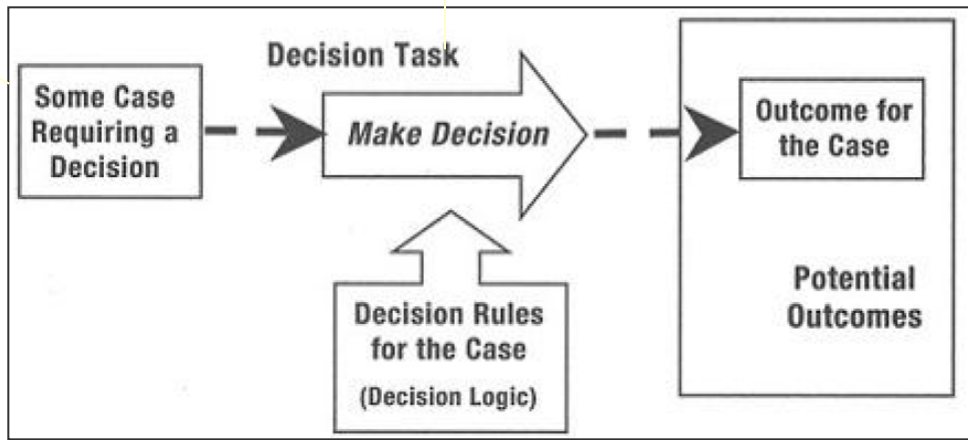 Decision Task
Some Case
Requiring a
Decision
Make Decision
Outcome for
the Case
Decision Rules
for the Case
(Decision Logic)
Potential
Outcomes